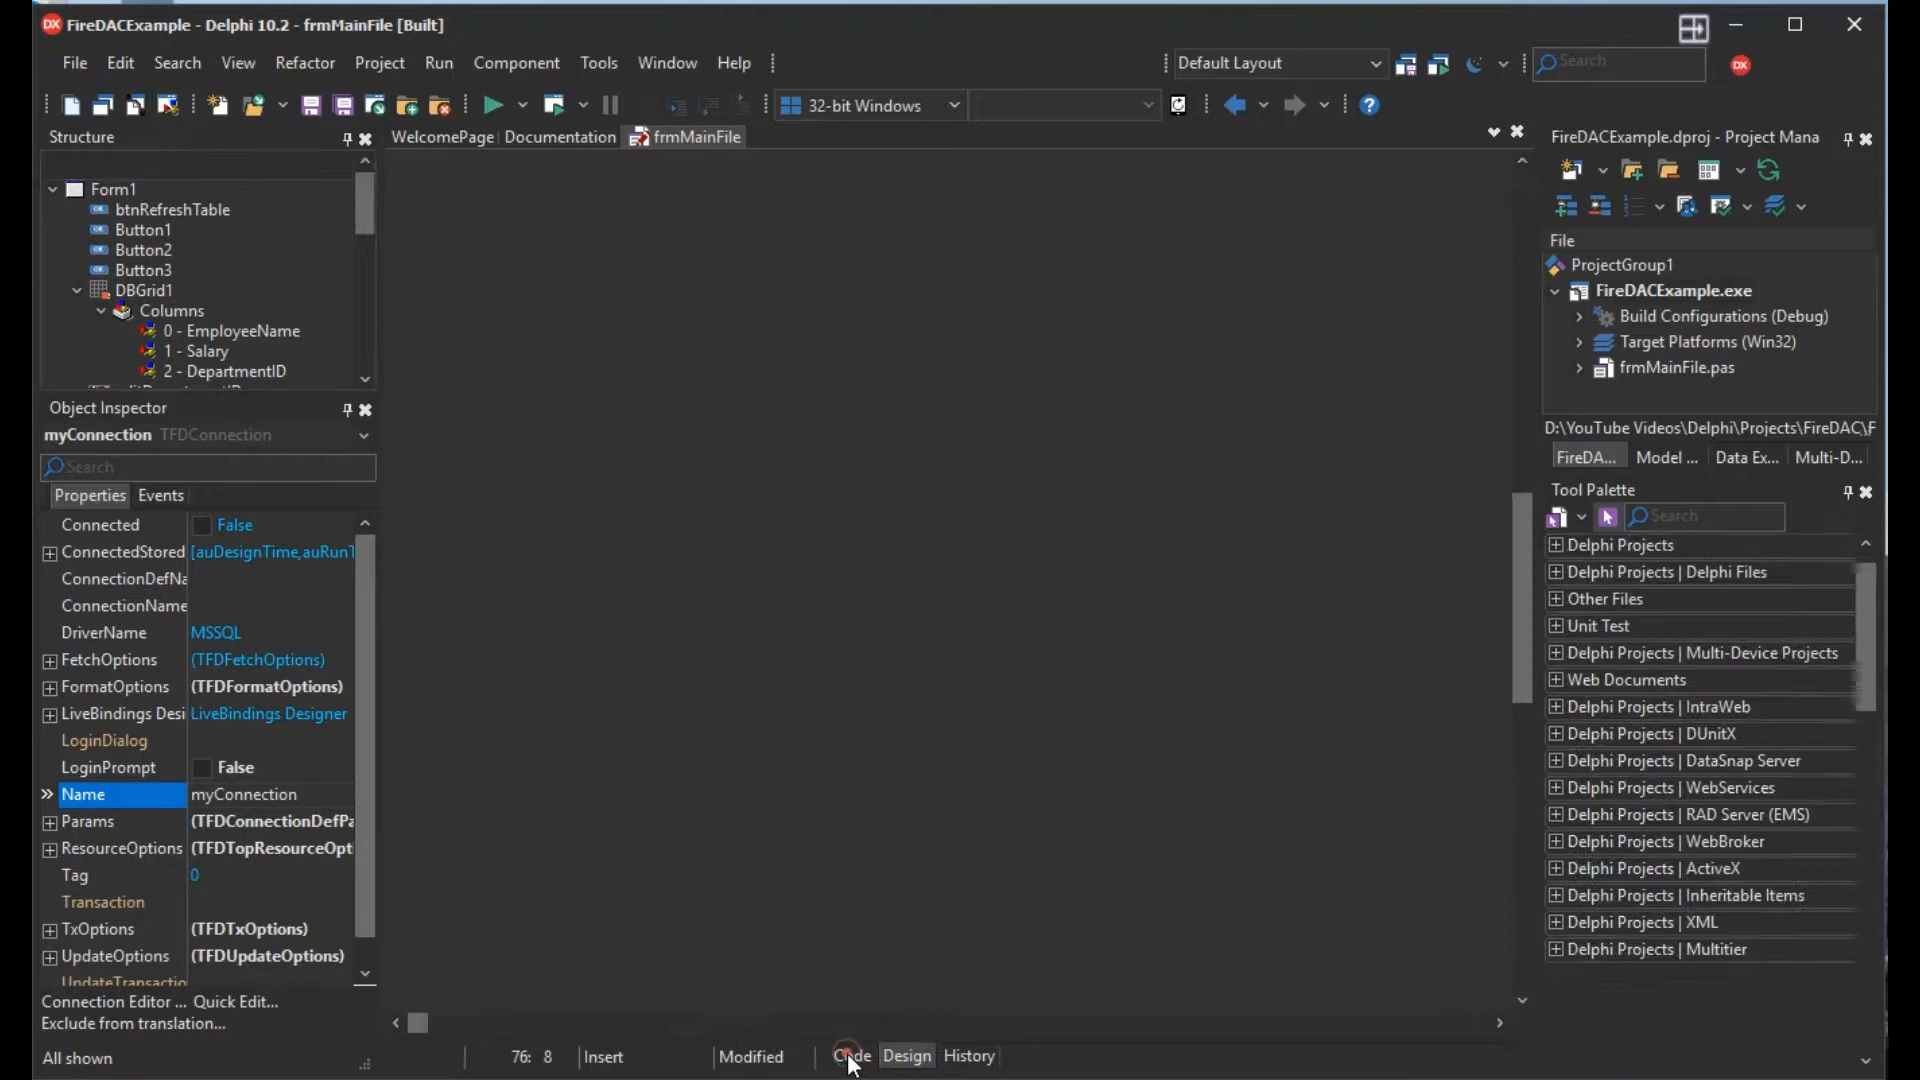 DX FireDACExample - Delphi 10.2 - frmMainFile [Built]
File Edit Search View Refactor Project Run Component Tools Window Help
Default Layout
Search
DX
32-bit Windows
Structure
WelcomePage Documentation frmMainFile
FireDACExample.dproj - Project Mana
Form1
btnRefreshTable
Button1
Button2
Button3
DBGrid1
Columns
0 - EmployeeName
1 - Salary
2 - DepartmentID
File
ProjectGroup1
FireDACExample.exe
Build Configurations (Debug)
Target Platforms (Win32)
frmMainFile.pas
D:\YouTube Videos\Delphi\Projects\FireDAC\F
FireDA... Model ... Data Ex... Multi-D...
Object Inspector
myConnection TFDConnection
Search
Properties Events
Connected False
ConnectedStored [auDesignTime,auRunT
ConnectionDefNa
ConnectionName
DriverName MSSQL
FetchOptions (TFDFetchOptions)
FormatOptions (TFDFormatOptions)
LiveBindings Desi LiveBindings Designer
LoginDialog
LoginPrompt False
Name myConnection
Params (TFDConnectionDefPa
ResourceOptions (TFDTopResourceOpt
Tag 0
Transaction
TxOptions (TFDTxOptions)
UpdateOptions (TFDUpdateOptions)
UpdateTransactio
Connection Editor ... Quick Edit...
Exclude from translation...
All shown
Tool Palette
Search
Delphi Projects
Delphi Projects | Delphi Files
Other Files
Unit Test
Delphi Projects | Multi-Device Projects
Web Documents
Delphi Projects | IntraWeb
Delphi Projects | DUnitX
Delphi Projects | DataSnap Server
Delphi Projects | WebServices
Delphi Projects | RAD Server (EMS)
Delphi Projects | WebBroker
Delphi Projects | ActiveX
Delphi Projects | Inheritable Items
Delphi Projects | XML
Delphi Projects | Multitier
76: 8 Insert Modified Code Design History